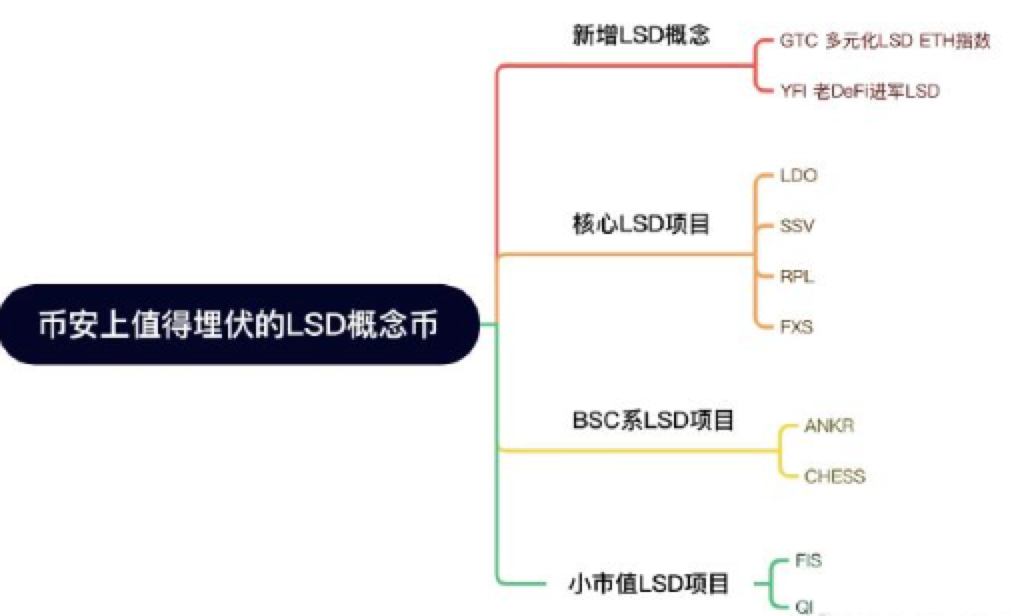 新增LSD概念
GTC 多元化LSD ETH指数
YFI 老DeFi进军LSD
核心LSD项目
LDO
SSV
RPL
FXS
币安上值得埋伏的LSD概念币
BSC系LSD项目
ANKR
CHESS
小市值LSD项目
FIS
QI